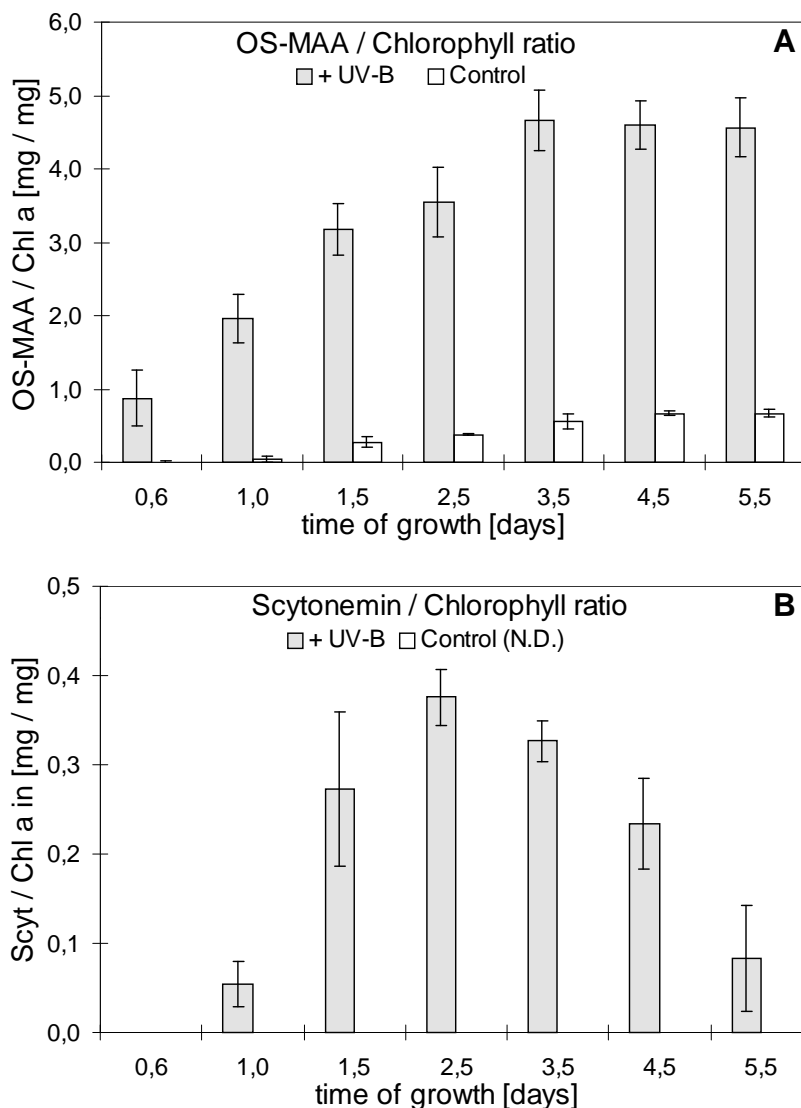 OS-MAA / Chlorophyll ratio
A
+ UV-B Control
OS-MAA / Chl a [mg / mg]
6,0
5,0
4,0
3,0
2,0
1,0
0,0
0,6 1,0 1,5 2,5 3,5 4,5 5,5
time of growth [days]
Scytonemin / Chlorophyll ratio
B
+ UV-B Control (N.D.)
Scyt / Chl a in [mg / mg]
0,5
0,4
0,3
0,2
0,1
0,0
0,6 1,0 1,5 2,5 3,5 4,5 5,5
time of growth [days]